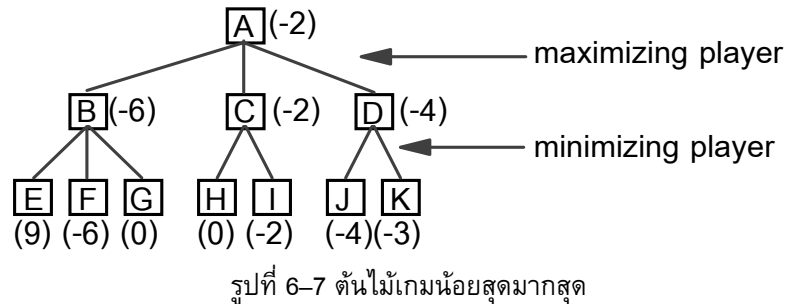 A (-2)
maximizing player
B (-6) C (-2) D (-4)
minimizing player
E F G H I J K
(9) (-6) (0) (0) (-2) (-4)(-3)
รูปที่ 6–7 ต้นไม้เกมน้อยสุดมากสุด